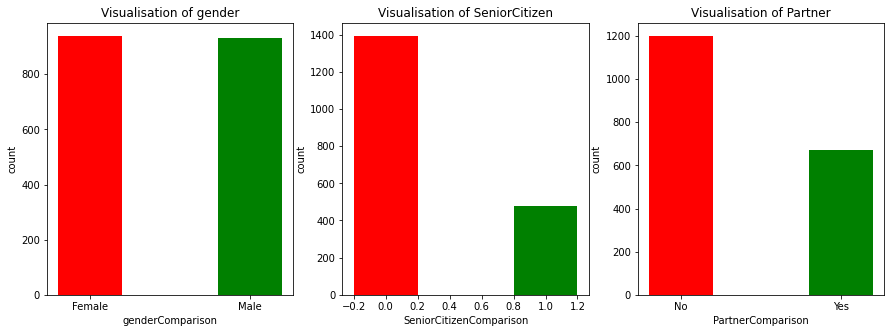 Visualisation of gender
count
800
600
400
200
0
Female Male
genderComparison
Visualisation of SeniorCitizen
count
1400
1200
1000
800
600
400
200
0
−0.2 0.0 0.2 0.4 0.6 0.8 1.0 1.2
SeniorCitizenComparison
Visualisation of Partner
count
1200
1000
800
600
400
200
0
No Yes
PartnerComparison